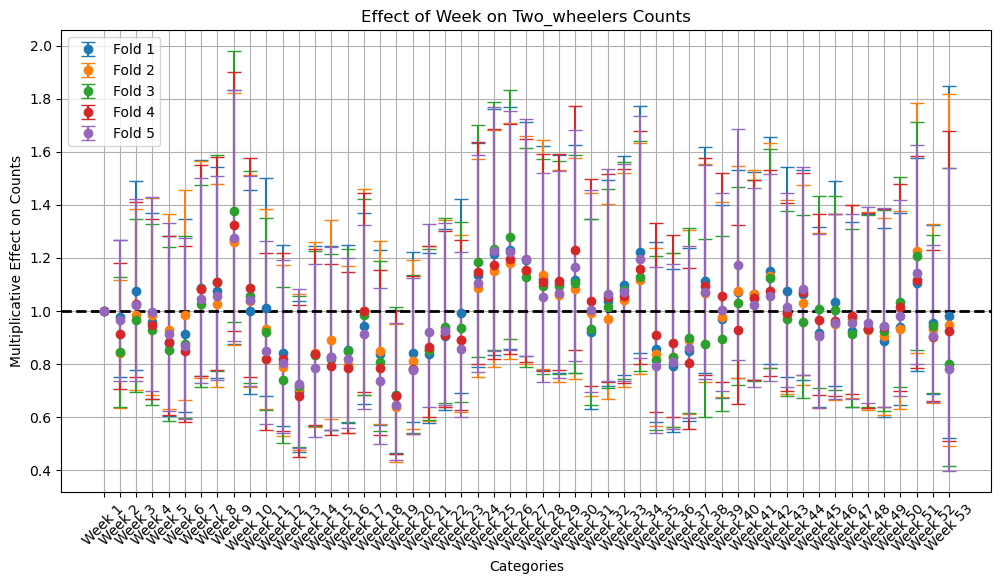 Effect of Week on Two_wheelers Counts
Multiplicative Effect on Counts
2.0
1.8
1.6
1.4
1.2
1.0
0.8
0.6
0.4
Fold 1
Fold 2
Fold 3
Fold 4
Fold 5
Week 1
Week 2
Week 3
Week 4
Week 5
Week 6
Week 7
Week 8
Week 9
Week 10
Week 11
Week 12
Week 13
Week 14
Week 15
Week 16
Week 17
Week 18
Week 19
Week 20
Week 21
Week 22
Week 23
Week 24
Week 25
Week 26
Week 27
Week 28
Week 29
Week 30
Week 31
Week 32
Week 33
Week 34
Week 35
Week 36
Week 37
Week 38
Week 39
Week 40
Week 41
Week 42
Week 43
Week 44
Week 45
Week 46
Week 47
Week 48
Week 49
Week 50
Week 51
Week 52
Week 53
Categories